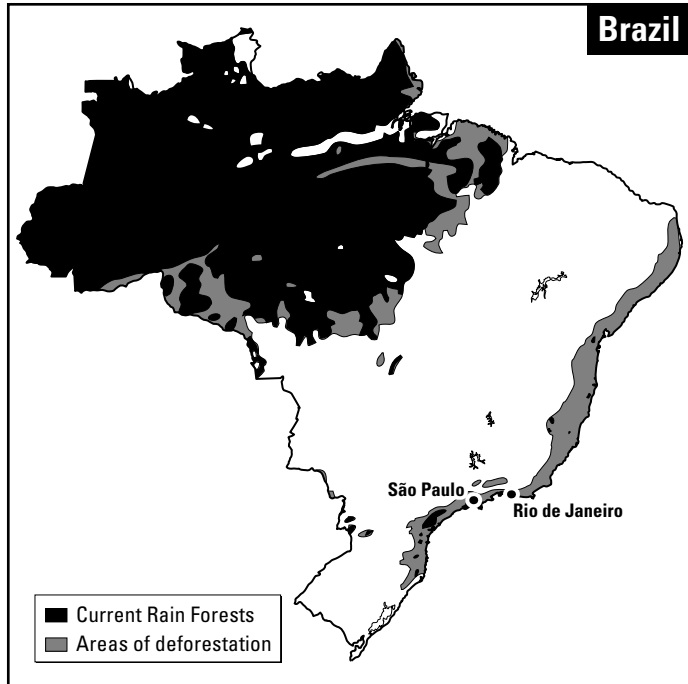 Brazil
São Paulo
Rio de Janeiro
Current Rain Forests
Areas of deforestation